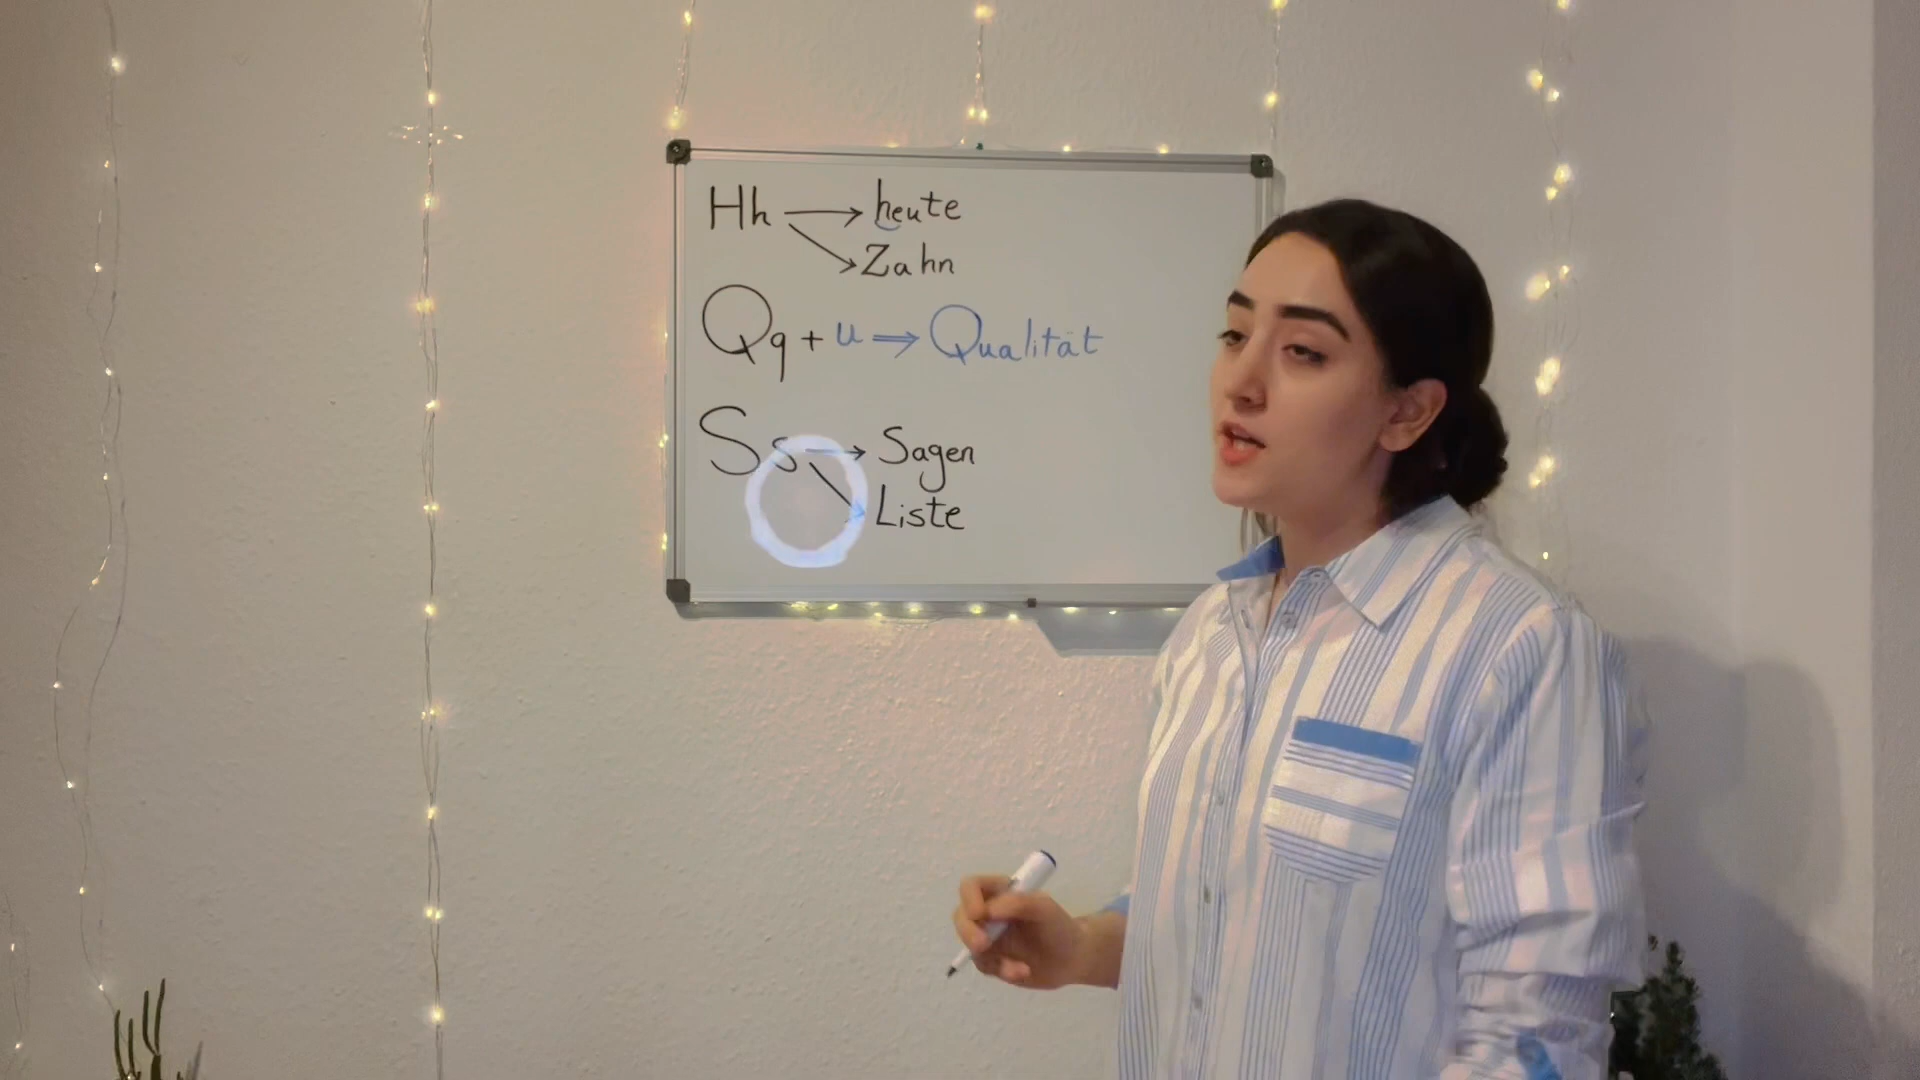 Hh → heute
Zahn
Qq + u ⇒ Qualität
Ss → Sagen
Liste